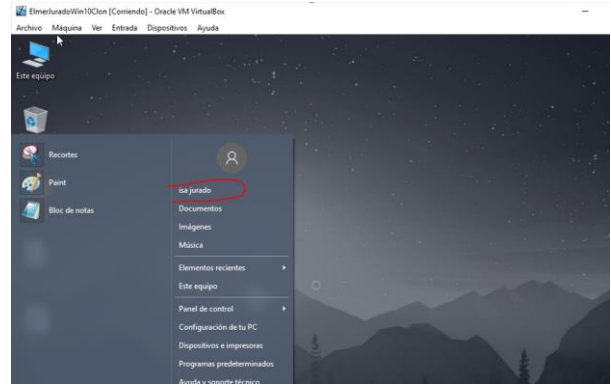 ElmerJuradoWin10Clon [Corriendo] - Oracle VM VirtualBox
Archivo Máquina Ver Entrada Dispositivos Ayuda
Este equipo
Recortes
Paint
Bloc de notas
isa jurado
Documentos
Imágenes
Música
Elementos recientes
Este equipo
Panel de control
Configuración de tu PC
Dispositivos e impresoras
Programas predeterminados
Ayuda y soporte técnico